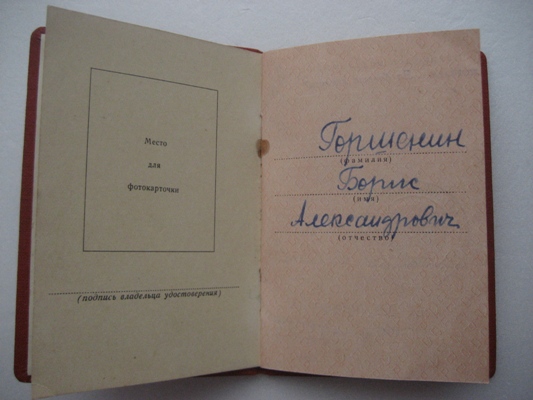 Место
для
фотокарточки
(подпись владельца удостоверения)
Горшенин
(фамилия)
Борис
(имя)
Александрович
(отчество)